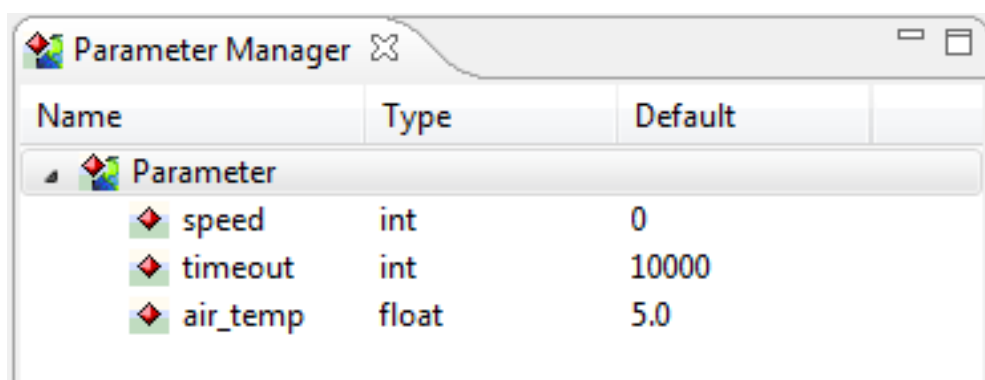 Parameter Manager
Name Type Default
Parameter
speed int 0
timeout int 10000
air_temp float 5.0